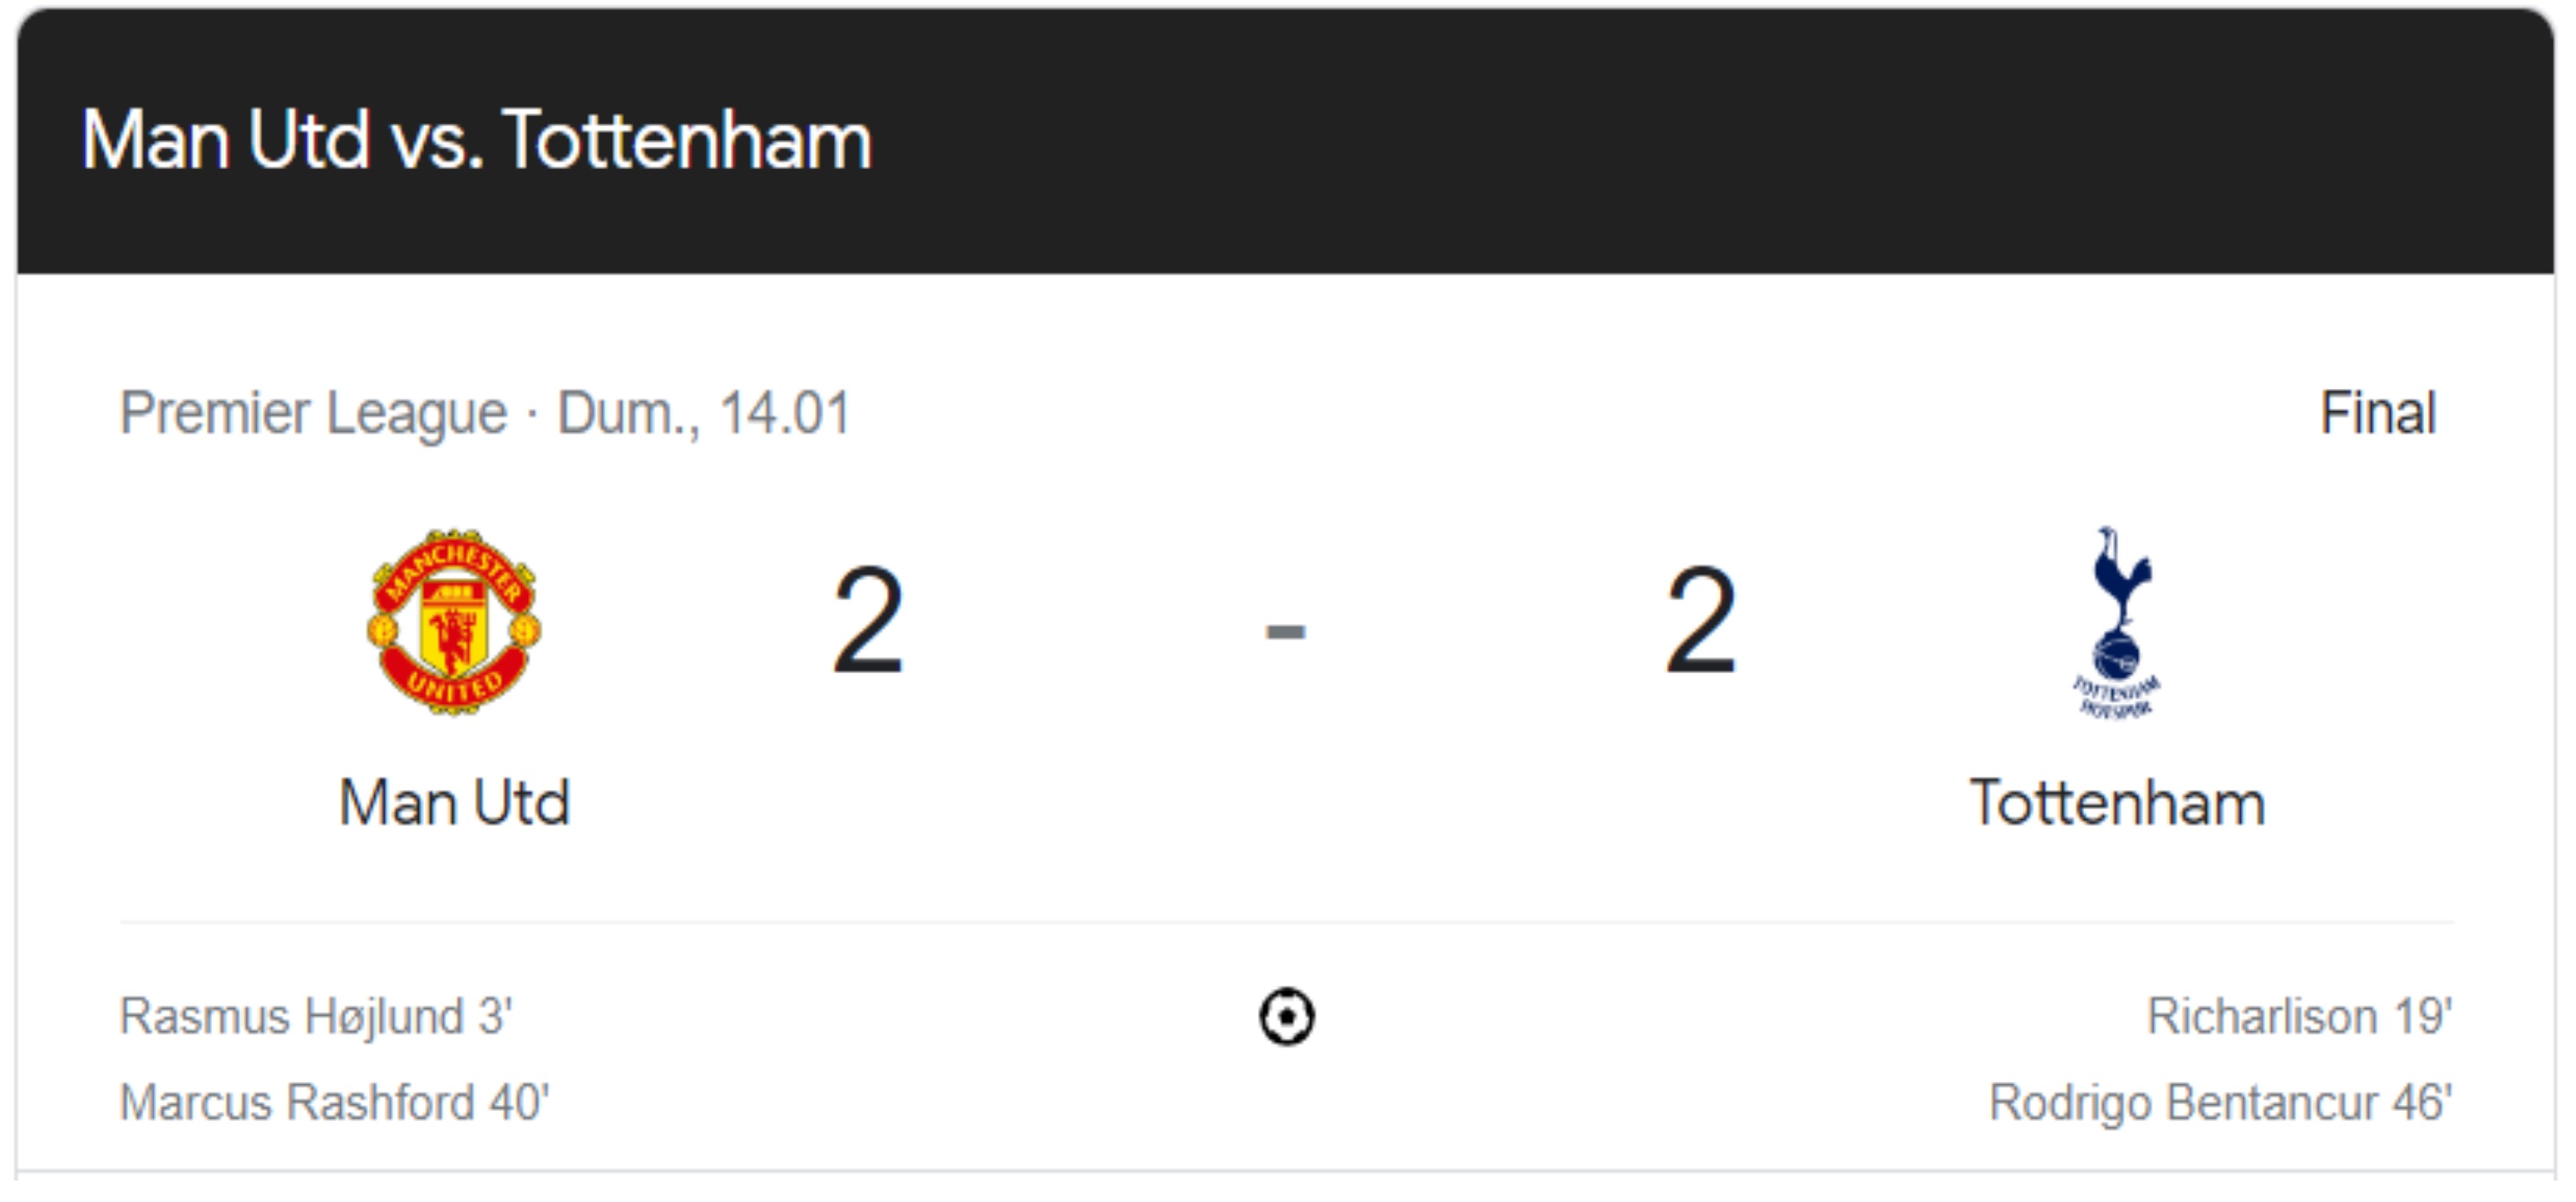 Man Utd vs. Tottenham
Premier League · Dum., 14.01
Final
MANCHESTER
UNITED
2 - 2
TOTTENHAM
HOTSPUR
Man Utd
Tottenham
Rasmus Højlund 3'
Richarlison 19'
Marcus Rashford 40'
Rodrigo Bentancur 46'